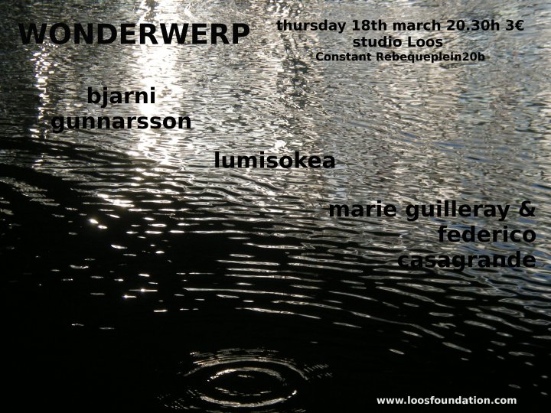 WONDERWERP
thursday 18th march 20,30h 3€
studio Loos
Constant Rebequeplein20b
bjarni
gunnarsson
lumisokea
marie guilleray &
federico
casagrande
www.loosfoundation.com